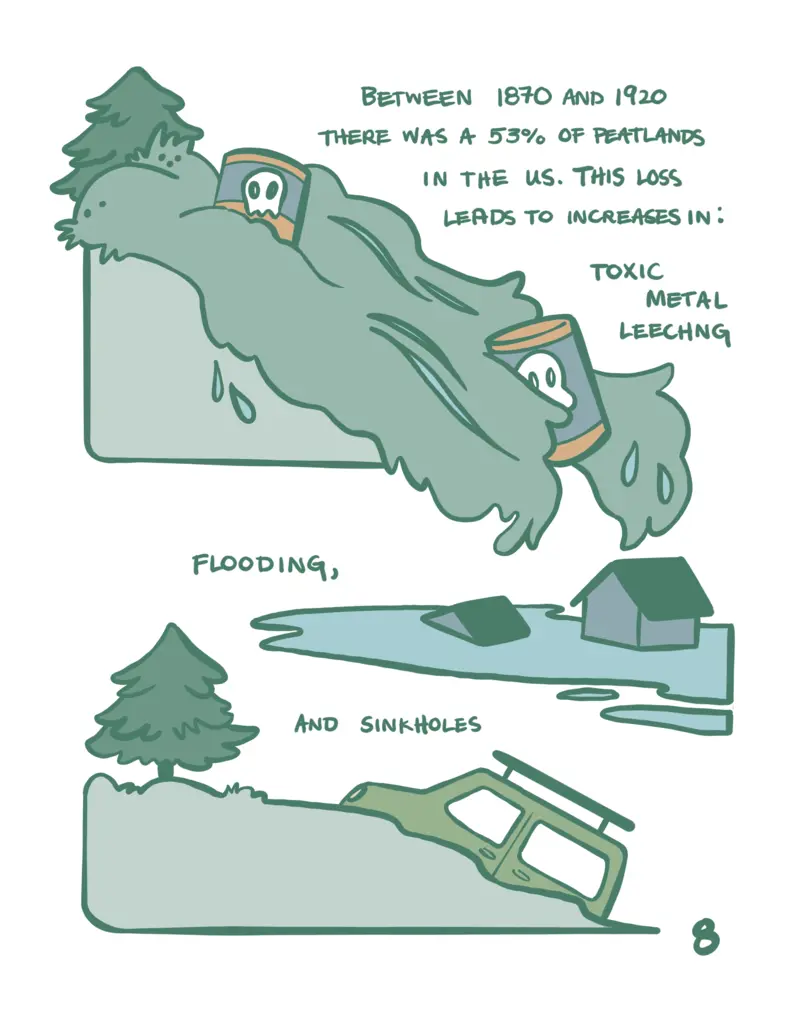 BETWEEN 1870 AND 1920
THERE WAS A 53% OF PEATLANDS
IN THE US. THIS LOSS
LEADS TO INCREASES IN:
TOXIC
METAL
LEECHNG
FLOODING,
AND SINKHOLES
8